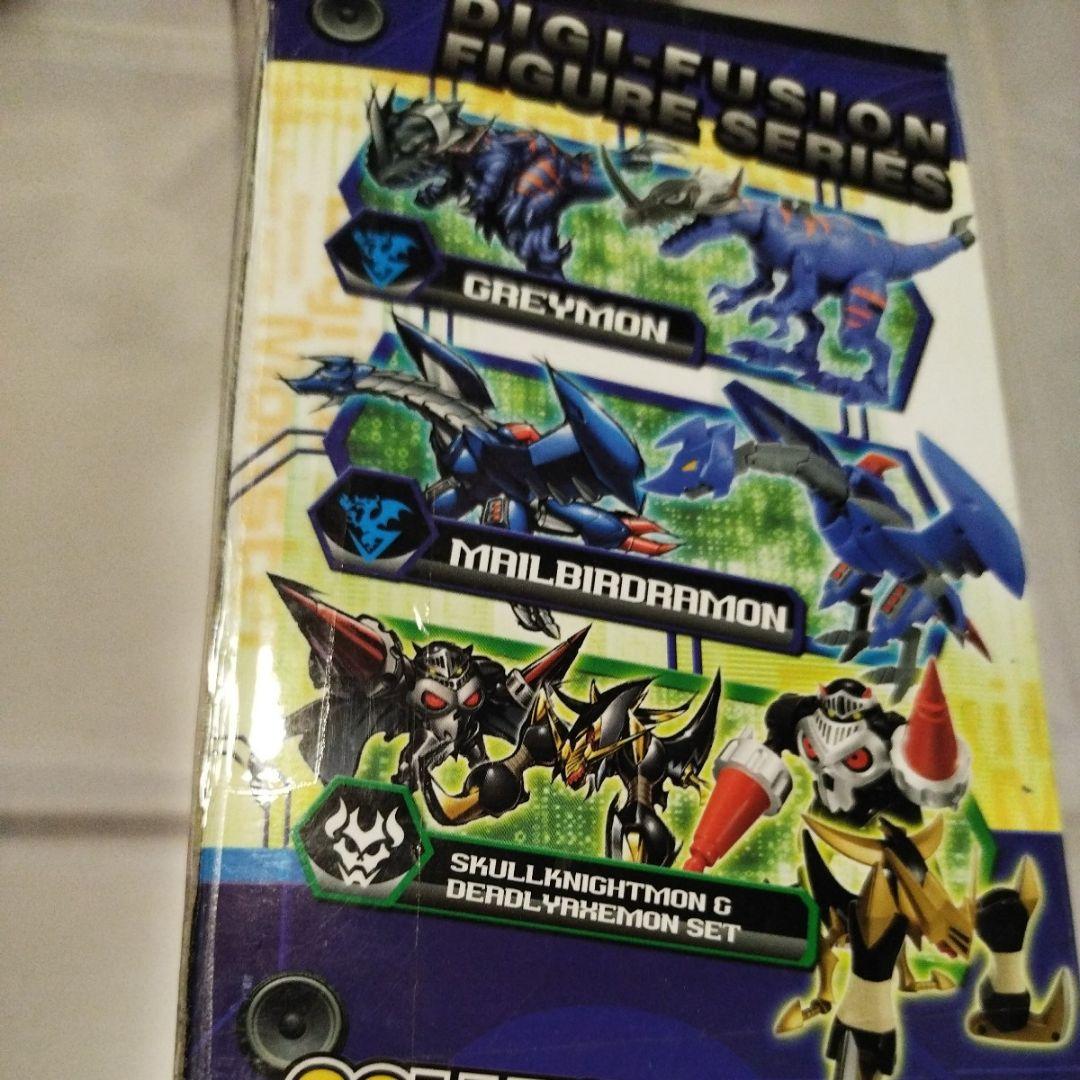 DIGI-FUSION
FIGURE SERIES
GREYMON
MAILBIRDRAMON
SKULLKNIGHTMON &
DEADLYAXEMON SET